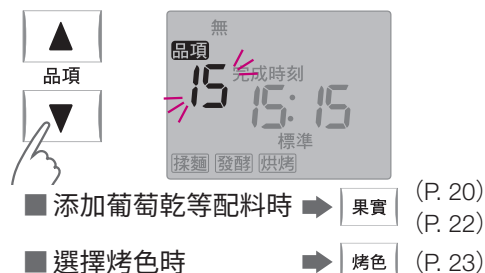 ▲
品項
▼
無
品項
15
完成時刻
15:15
標準
揉麵 發酵 烘烤
■ 添加葡萄乾等配料時 ➡ 果實 (P. 20)
(P. 22)
■ 選擇烤色時 ➡ 烤色 (P. 23)